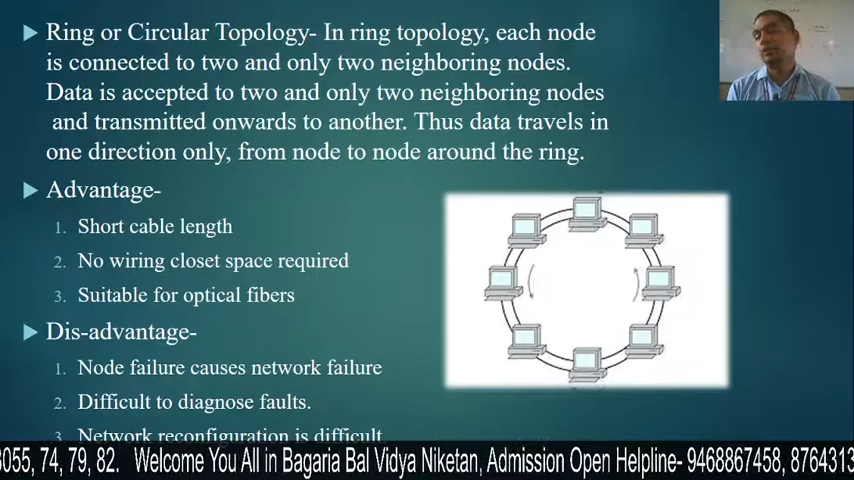 Ring or Circular Topology- In ring topology, each node
is connected to two and only two neighboring nodes.
Data is accepted to two and only two neighboring nodes
and transmitted onwards to another. Thus data travels in
one direction only, from node to node around the ring.
Advantage-
1. Short cable length
2. No wiring closet space required
3. Suitable for optical fibers
Dis-advantage-
1. Node failure causes network failure
2. Difficult to diagnose faults.
3. Network reconfiguration is difficult
3055, 74, 79, 82. Welcome You All in Bagaria Bal Vidya Niketan, Admission Open Helpline- 9468867458, 8764313